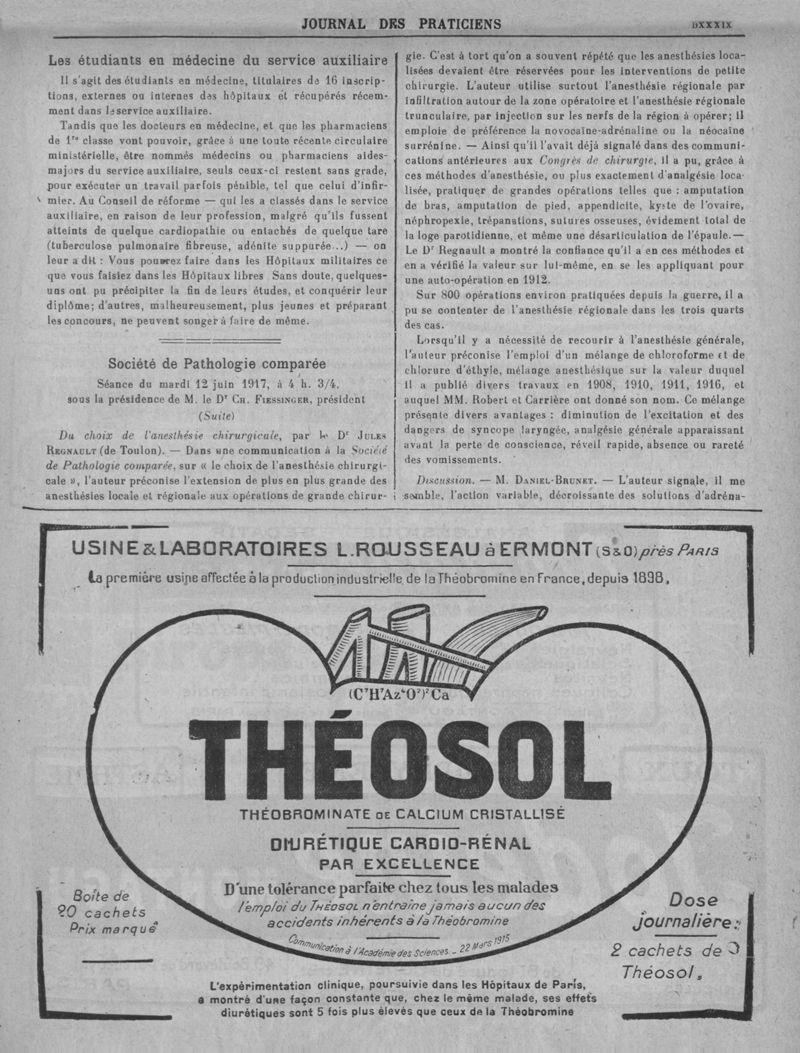 JOURNAL DES PRATICIENS
DXXXIX
Les étudiants en médecine du service auxiliaire
Il s'agit des étudiants en médecine, titulaires de 16 inscrip-
tions, externes ou internes des hôpitaux et récupérés récem-
ment dans le service auxiliaire.
Tandis que les docteurs en médecine, et que les pharmaciens
de 1re classe vont pouvoir, grâce à une toute récente circulaire
ministérielle, être nommés médecins ou pharmaciens aides-
majors du service auxiliaire, seuls ceux-ci restent sans grade,
pour exécuter un travail parfois pénible, tel que celui d'infir-
mier. Au Conseil de réforme — qui les a classés dans le service
auxiliaire, en raison de leur profession, malgré qu'ils fussent
atteints de quelque cardiopathie ou entachés de quelque tare
(tuberculose pulmonaire fibreuse, adénite suppurée...) — on
leur a dit : Vous pourrez faire dans les Hôpitaux militaires ce
que vous faisiez dans les Hôpitaux libres Sans doute, quelques-
uns ont pu précipiter la fin de leurs études, et conquérir leur
diplôme; d'autres, malheureusement, plus jeunes et préparant
les concours, ne peuvent songer à faire de même.
Société de Pathologie comparée
Séance du mardi 12 juin 1917, à 4 h. 3/4.
sous la présidence de M. le Dr CH. FIESSINGER, président
(Suite)
Du choix de l'anesthésie chirurgicale, par le Dr JULES
REGNAULT (de Toulon). — Dans une communication à la Société
de Pathologie comparée, sur « le choix de l'anesthésie chirurgi-
cale », l'auteur préconise l'extension de plus en plus grande des
anesthésies locale et régionale aux opérations de grande chirur-
gie. C'est à tort qu'on a souvent répété que les anesthésies loca-
lisées devaient être réservées pour les interventions de petite
chirurgie. L'auteur utilise surtout l'anesthésie régionale par
infiltration autour de la zone opératoire et l'anesthésie régionale
trunculaire, par injection sur les nerfs de la région à opérer; il
emploie de préférence la novocaïne-adrénaline ou la néocaïne
surrénine. — Ainsi qu'il l'avait déjà signalé dans des communi-
cations antérieures aux Congrès de chirurgie, il a pu, grâce à
ces méthodes d'anesthésie, ou plus exactement d'analgésie loca-
lisée, pratiquer de grandes opérations telles que : amputation
de bras, amputation de pied, appendicite, kyste de l'ovaire,
néphropexie, trépanations, sutures osseuses, évidement total de
la loge parotidienne, et même une désarticulation de l'épaule. —
Le Dr Regnault a montré la confiance qu'il a en ces méthodes et
en a vérifié la valeur sur lui-même, en se les appliquant pour
une auto-opération en 1912.
Sur 800 opérations environ pratiquées depuis la guerre, il a
pu se contenter de l'anesthésie régionale dans les trois quarts
des cas.
Lorsqu'il y a nécessité de recourir à l'anesthésie générale,
l'auteur préconise l'emploi d'un mélange de chloroforme et de
chlorure d'éthyle, mélange anesthésique sur la valeur duquel
il a publié divers travaux en 1908, 1910, 1911, 1916, et
auquel MM. Robert et Carrière ont donné son nom. Ce mélange
présente divers avantages : diminution de l'excitation et des
dangers de syncope laryngée, analgésie générale apparaissant
avant la perte de conscience, réveil rapide, absence ou rareté
des vomissements.
Discussion. — M. DANIEL-BRUNET. — L'auteur signale, il me
semble, l'action variable, décroissante des solutions d'adréna-
USINE & LABORATOIRES L. ROUSSEAU à ERMONT (S & O) près PARIS
La première usine affectée à la production industrielle de la Théobromine en France, depuis 1898.
(C7H7Az4O2)2Ca
THÉOSOL
THÉOBROMINATE DE CALCIUM CRISTALLISÉ
DIURÉTIQUE CARDIO-RÉNAL
PAR EXCELLENCE
D'une tolérance parfaite chez tous les malades
l'emploi du THÉOSOL n'entraîne jamais aucun des
accidents inhérents à la Théobromine
Communication à l'Académie des Sciences _ 22 Mars 1915
Boîte de
20 cachets
Prix marqué
Dose
journalière:
2 cachets de
Théosol.
L'expérimentation clinique, poursuivie dans les Hôpitaux de Paris,
a montré d'une façon constante que, chez le même malade, ses effets
diurétiques sont 5 fois plus élevés que ceux de la Théobromine